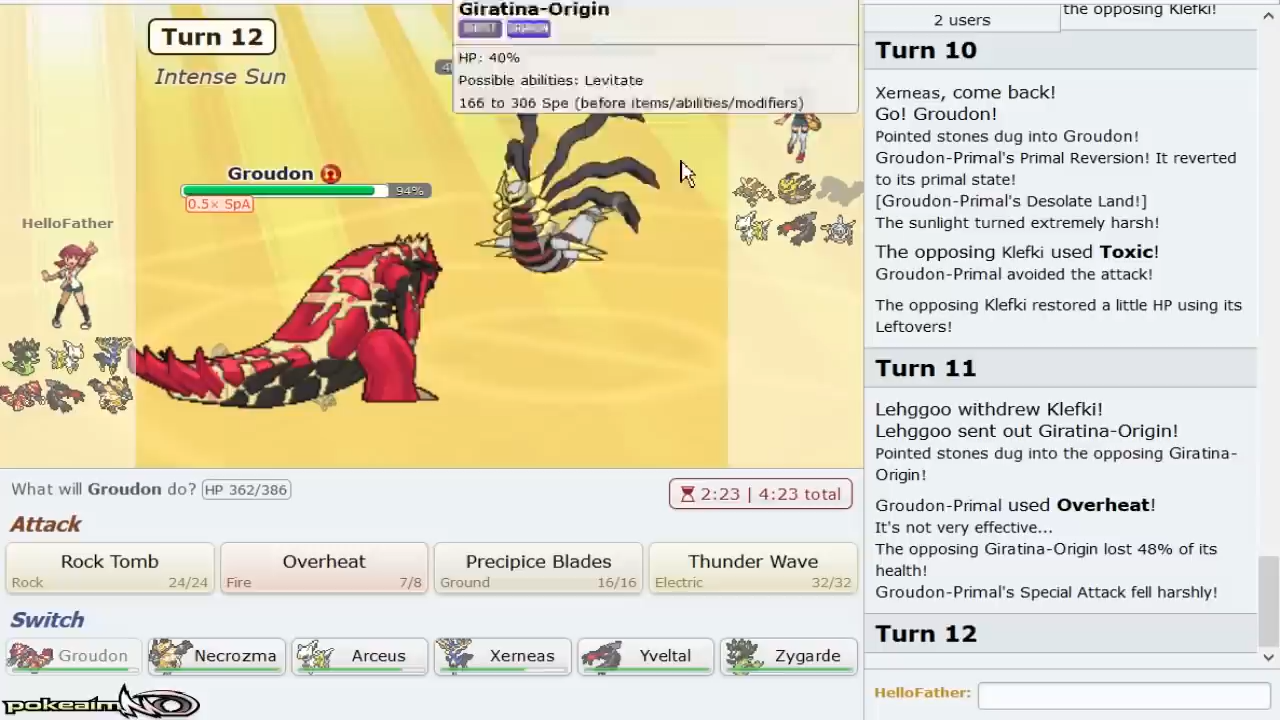 Turn 12
Intense Sun
Giratina-Origin
HP: 40%
Possible abilities: Levitate
166 to 306 Spe (before items/abilities/modifiers)
Groudon
94%
0.5× SpA
HelloFather
What will Groudon do? HP 362/386
2:23 | 4:23 total
Attack
Rock Tomb
Rock 24/24
Overheat
Fire 7/8
Precipice Blades
Ground 16/16
Thunder Wave
Electric 32/32
Switch
Groudon
Necrozma
Arceus
Xerneas
Yveltal
Zygarde
pokeaim
2 users
the opposing Klefki!
Turn 10
Xerneas, come back!
Go! Groudon!
Pointed stones dug into Groudon!
Groudon-Primal's Primal Reversion! It reverted
to its primal state!
[Groudon-Primal's Desolate Land!]
The sunlight turned extremely harsh!
The opposing Klefki used Toxic!
Groudon-Primal avoided the attack!
The opposing Klefki restored a little HP using its
Leftovers!
Turn 11
Lehggoo withdrew Klefki!
Lehggoo sent out Giratina-Origin!
Pointed stones dug into the opposing Giratina-
Origin!
Groudon-Primal used Overheat!
It's not very effective...
The opposing Giratina-Origin lost 48% of its
health!
Groudon-Primal's Special Attack fell harshly!
Turn 12
HelloFather: